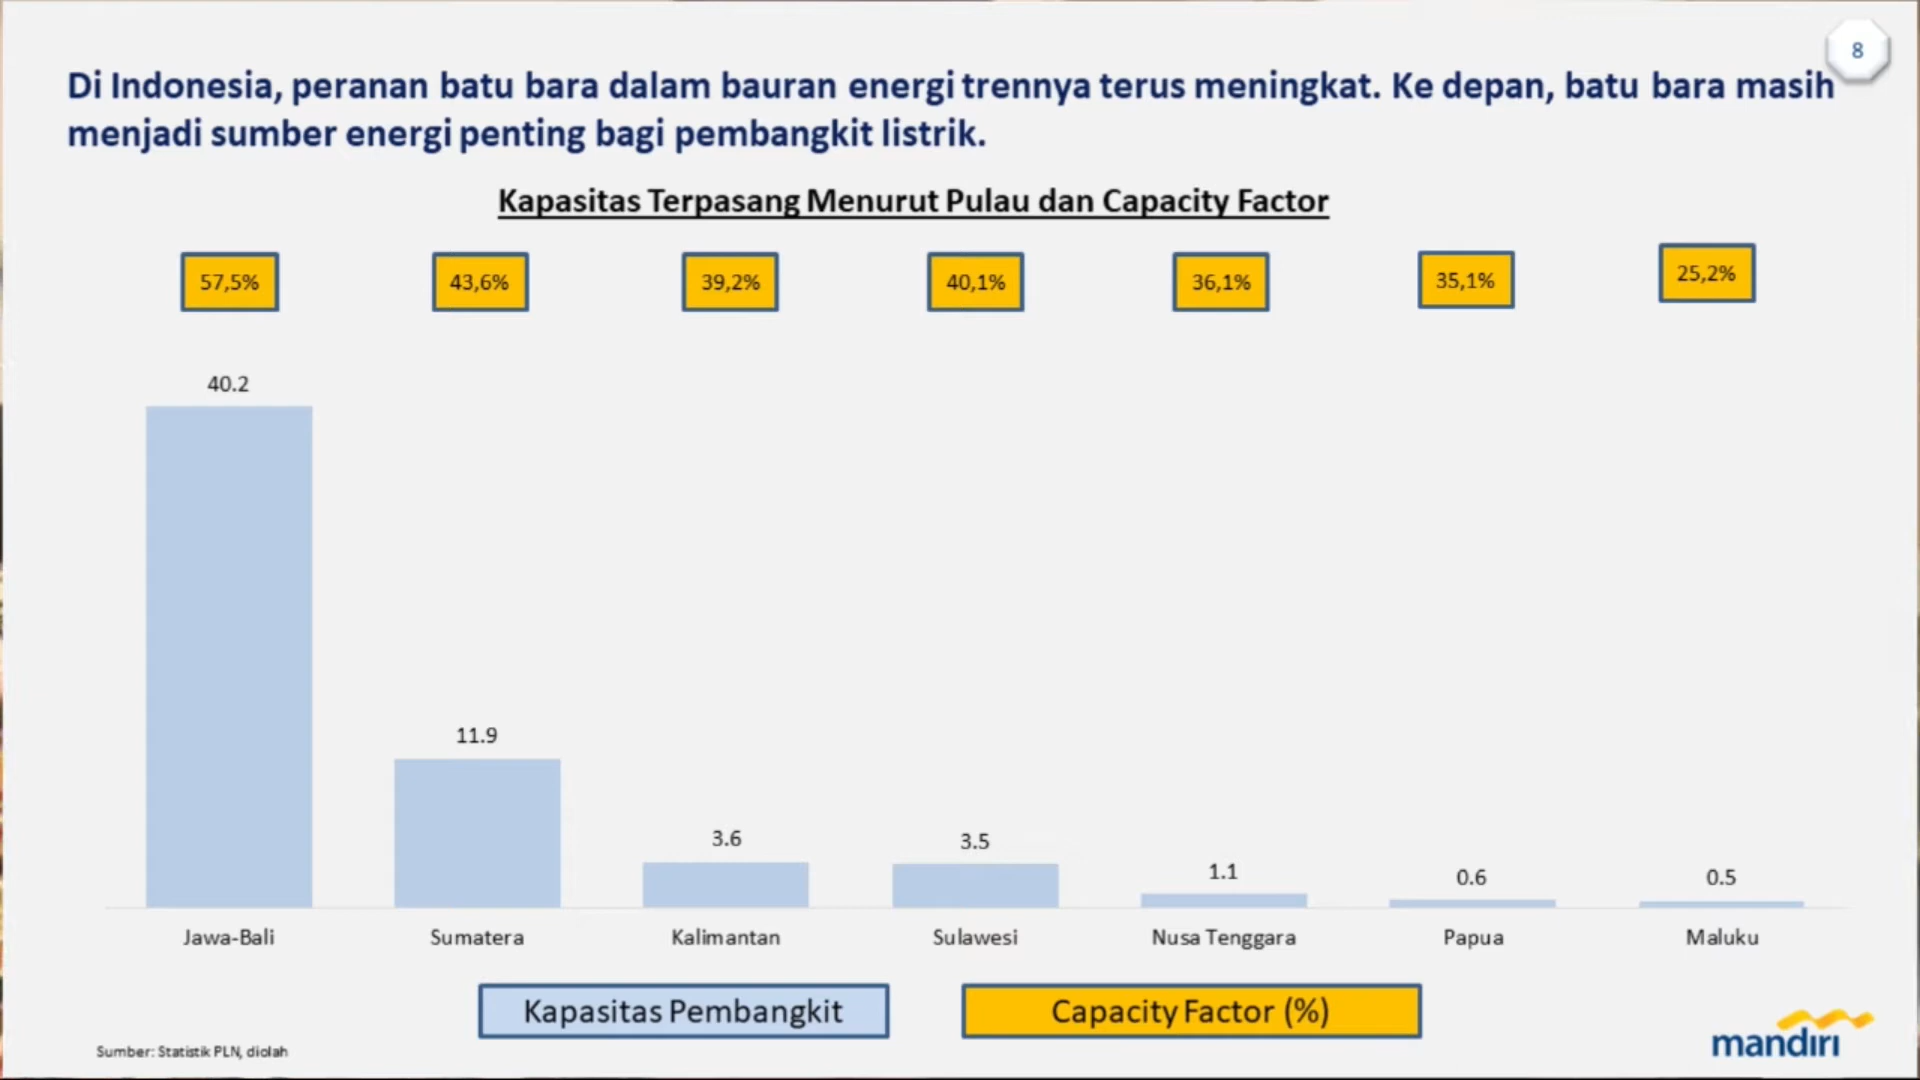 8
Di Indonesia, peranan batu bara dalam bauran energi trennya terus meningkat. Ke depan, batu bara masih
menjadi sumber energi penting bagi pembangkit listrik.
Kapasitas Terpasang Menurut Pulau dan Capacity Factor
57,5% 43,6% 39,2% 40,1% 36,1% 35,1% 25,2%
40.2 11.9 3.6 3.5 1.1 0.6 0.5
Jawa-Bali Sumatera Kalimantan Sulawesi Nusa Tenggara Papua Maluku
Kapasitas Pembangkit Capacity Factor (%)
Sumber: Statistik PLN, diolah
mandiri